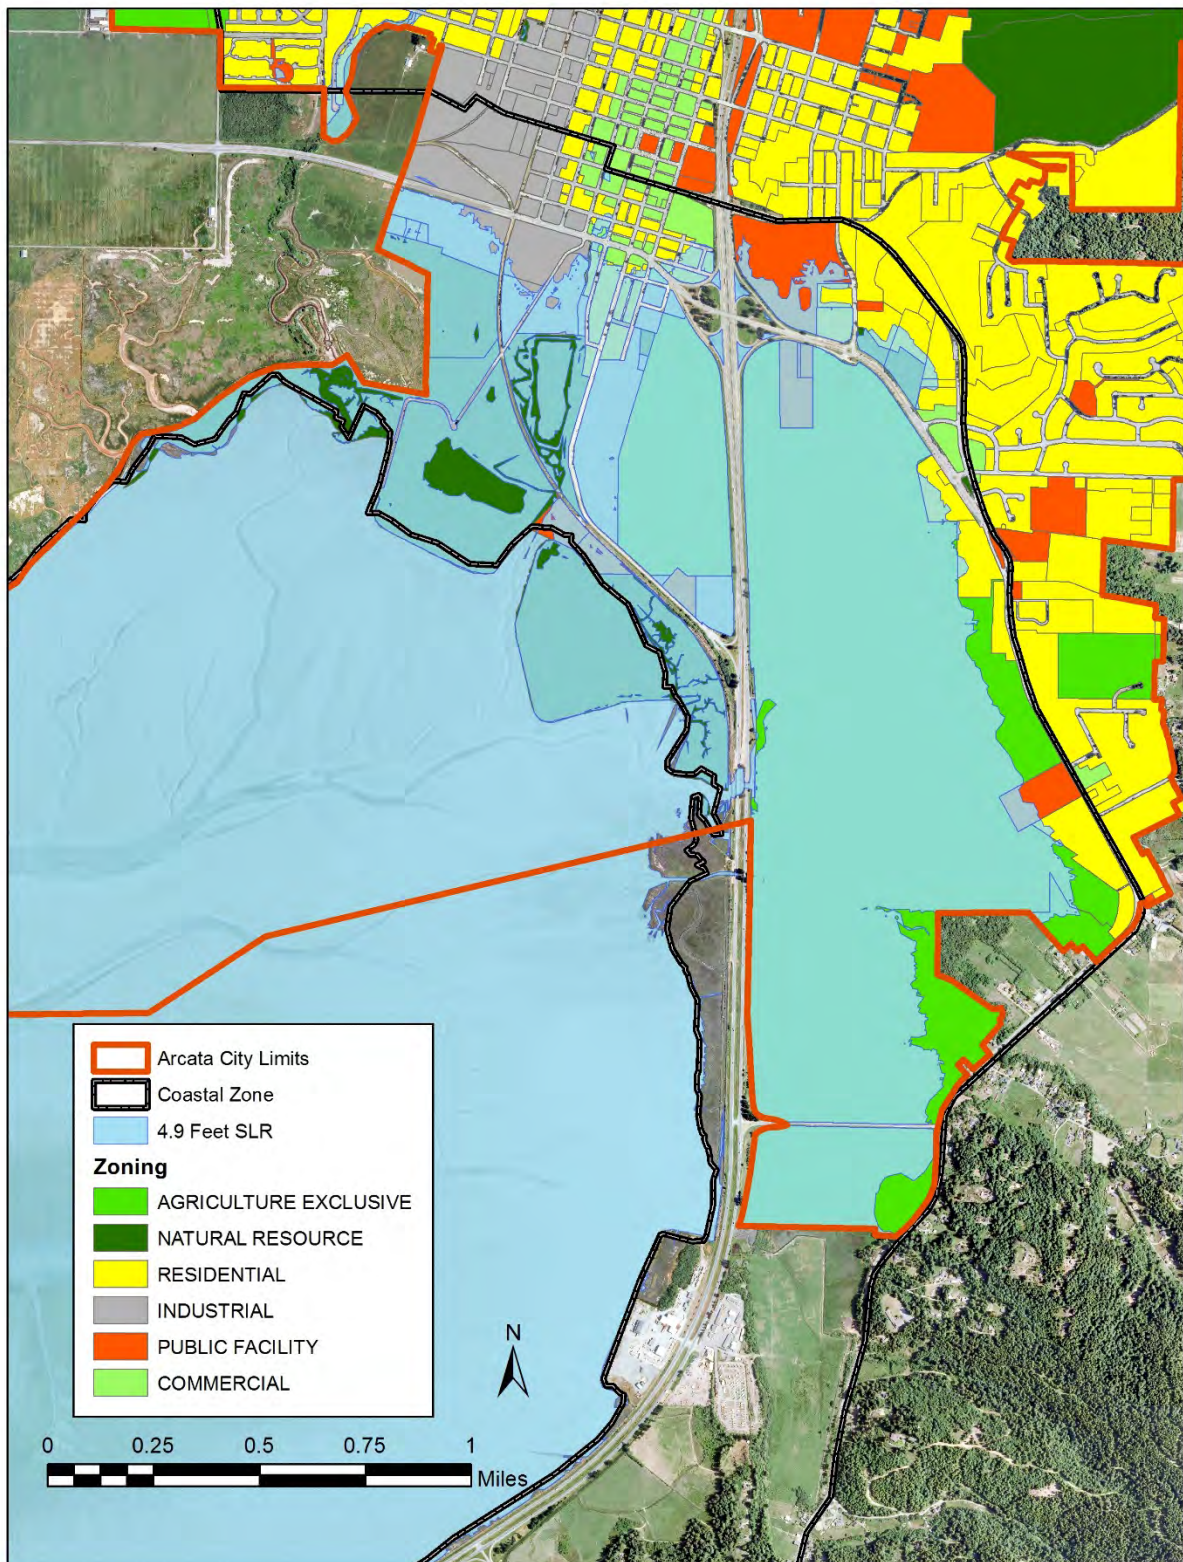 Arcata City Limits
Coastal Zone
4.9 Feet SLR
Zoning
AGRICULTURE EXCLUSIVE
NATURAL RESOURCE
RESIDENTIAL
INDUSTRIAL
PUBLIC FACILITY
COMMERCIAL
N
0 0.25 0.5 0.75 1
Miles